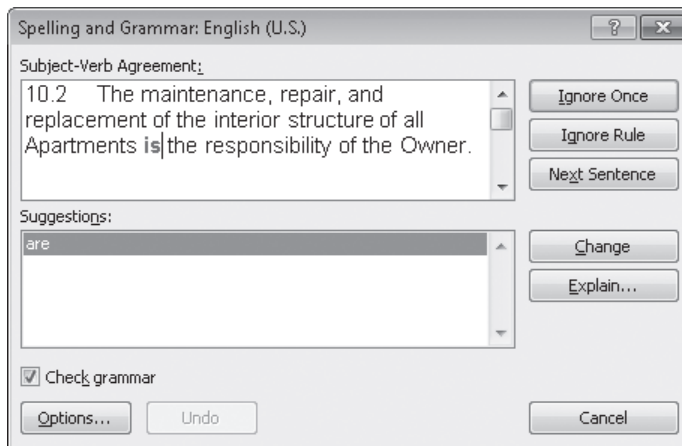 Spelling and Grammar: English (U.S.)
Subject-Verb Agreement:
10.2 The maintenance, repair, and
replacement of the interior structure of all
Apartments is the responsibility of the Owner.
Ignore Once
Ignore Rule
Next Sentence
Suggestions:
are
Change
Explain...
Check grammar
Options...
Undo
Cancel